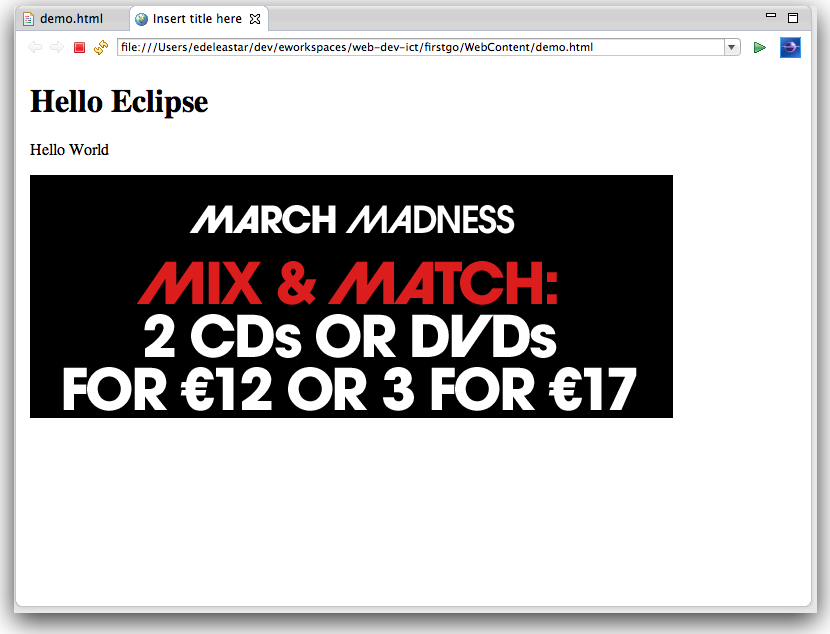 demo.html
Insert title here
file:///Users/edeleastar/dev/eworkspaces/web-dev-ict/firstgo/WebContent/demo.html
Hello Eclipse
Hello World
MARCH MADNESS
MIX & MATCH:
2 CDs OR DVDs
FOR €12 OR 3 FOR €17